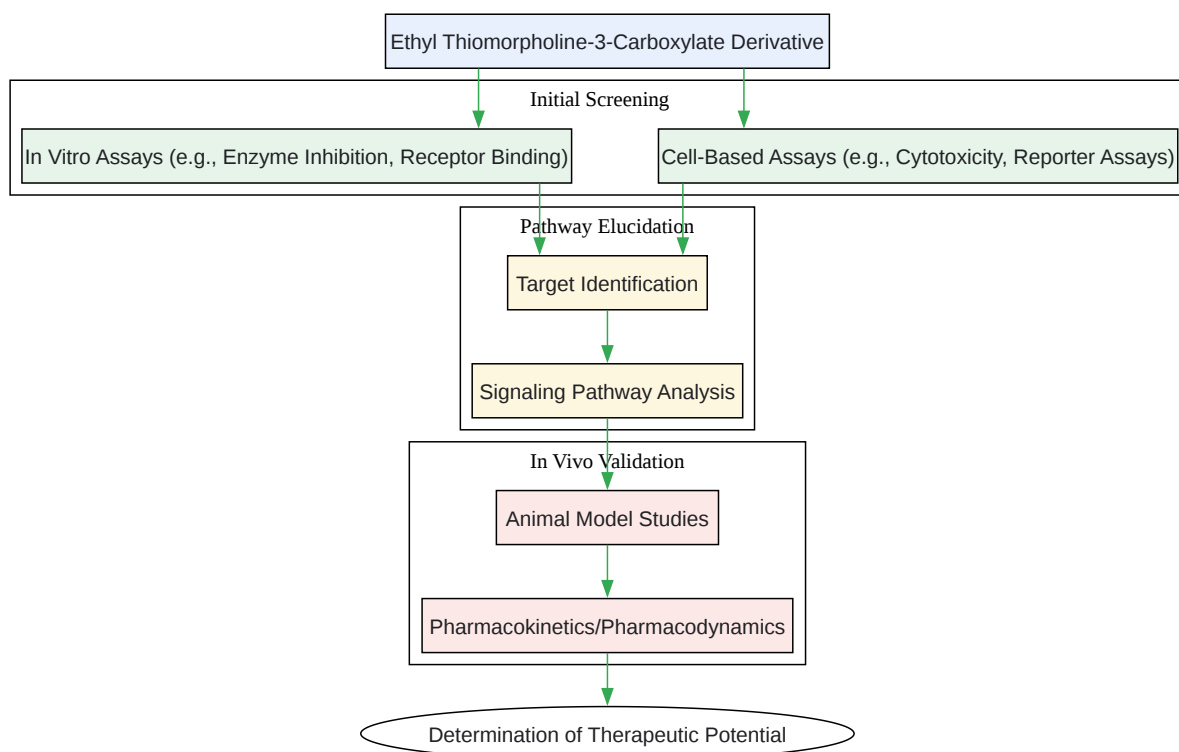 Ethyl Thiomorpholine-3-Carboxylate Derivative
Initial Screening
In Vitro Assays (e.g., Enzyme Inhibition, Receptor Binding)
Cell-Based Assays (e.g., Cytotoxicity, Reporter Assays)
Pathway Elucidation
Target Identification
Signaling Pathway Analysis
In Vivo Validation
Animal Model Studies
Pharmacokinetics/Pharmacodynamics
Determination of Therapeutic Potential